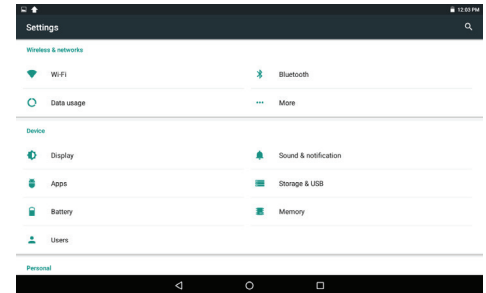 12:03 PM
Settings
Wireless & networks
Wi-Fi
Bluetooth
Data usage
More
Device
Display
Sound & notification
Apps
Storage & USB
Battery
Memory
Users
Personal